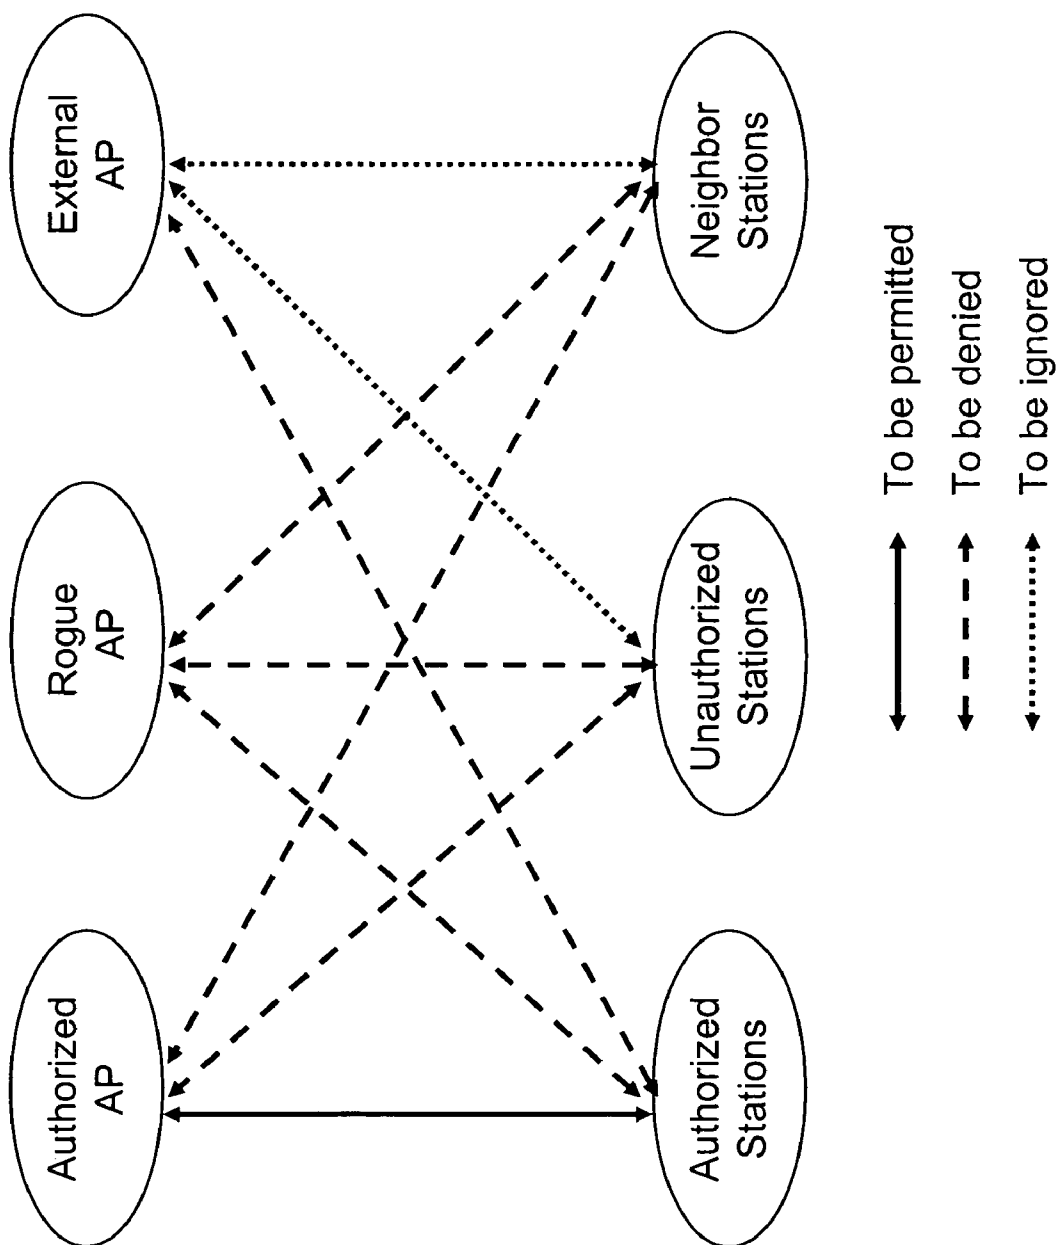 Authorized
AP
Rogue
AP
External
AP
Authorized
Stations
Unauthorized
Stations
Neighbor
Stations
To be permitted
To be denied
To be ignored